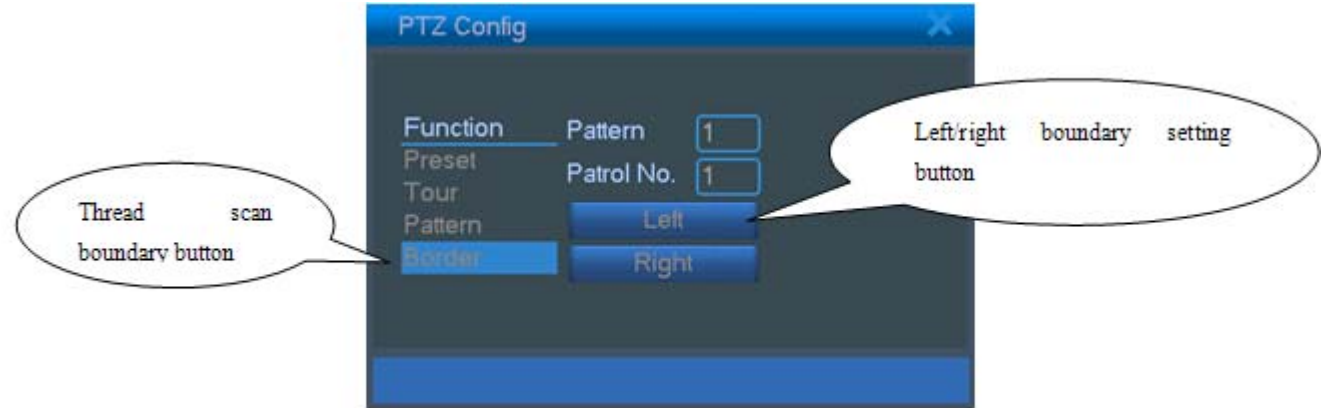 PTZ Config
Function
Preset
Tour
Pattern
Border
Pattern 1
Patrol No. 1
Left
Right
Thread scan
boundary button
Left/right boundary setting
button